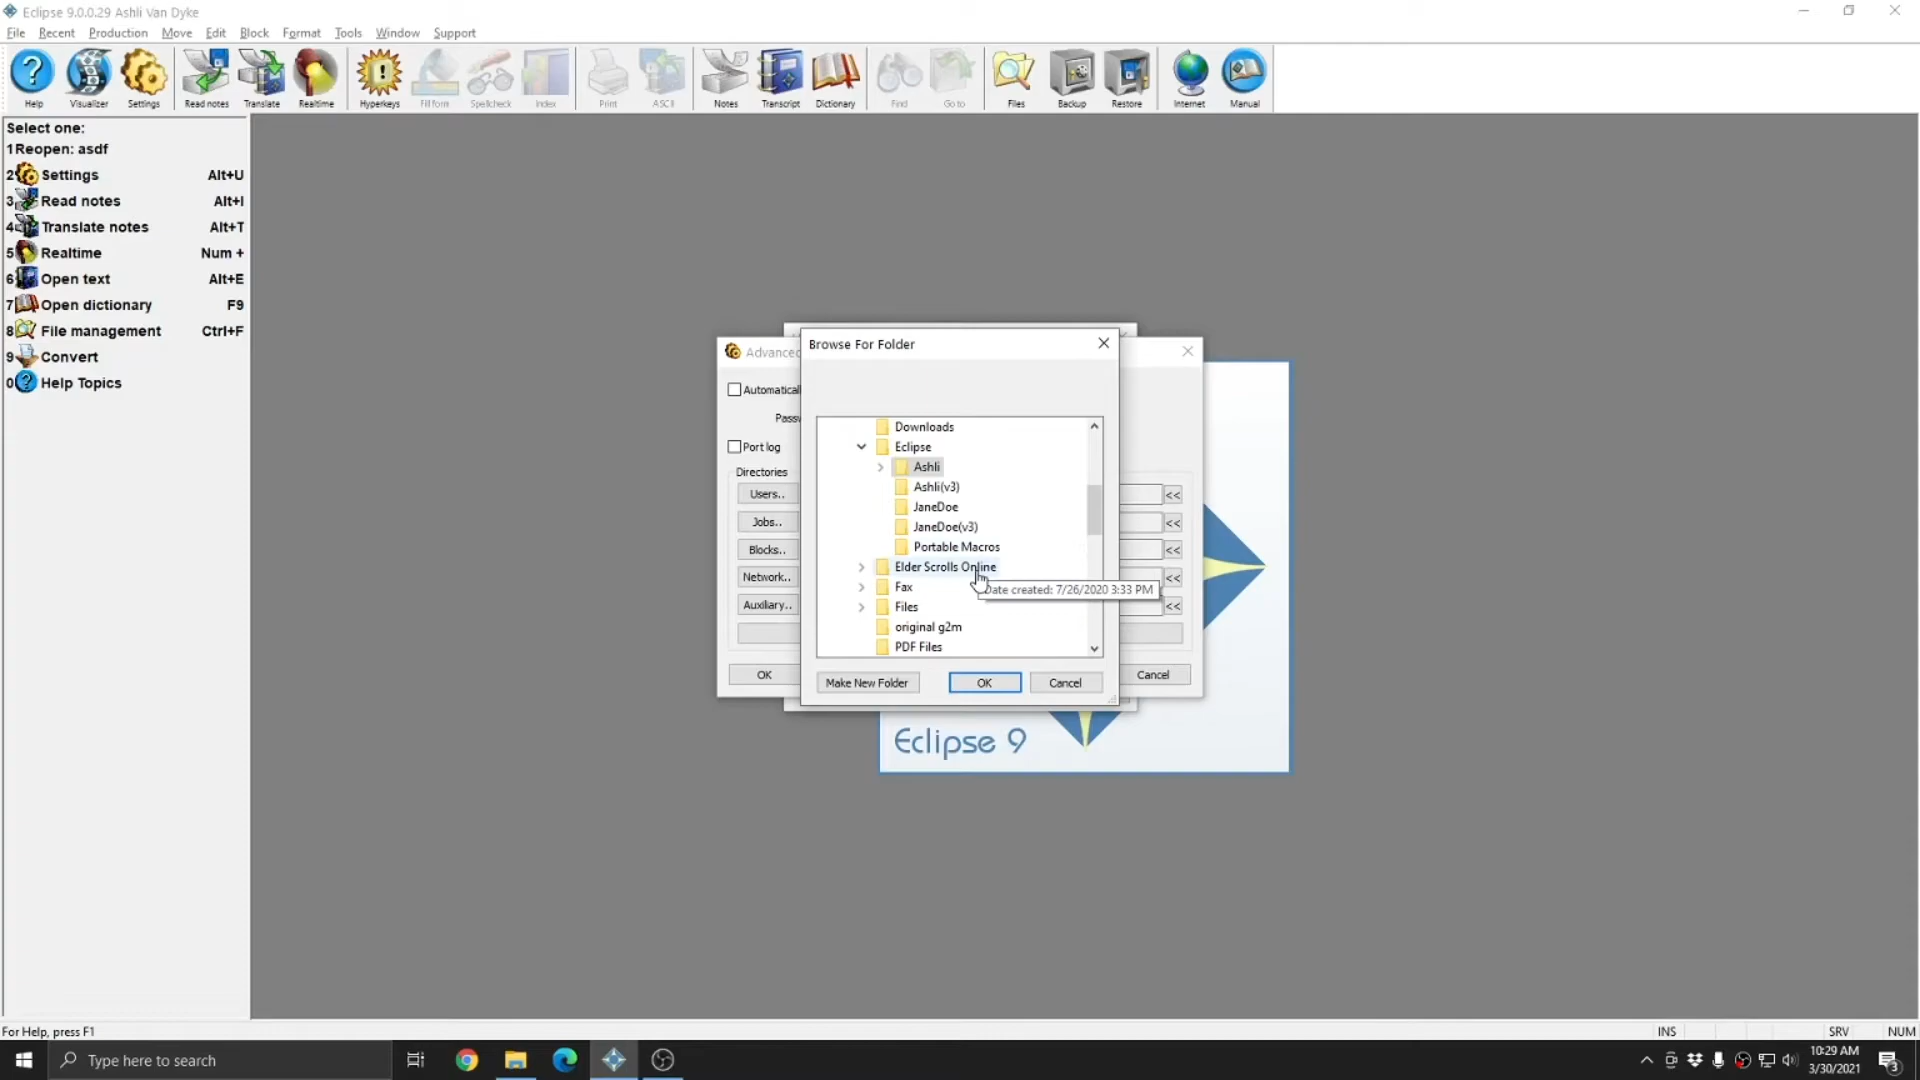 Eclipse 9.0.0.29 Ashli Van Dyke
File Recent Production Move Edit Block Format Tools Window Support
Help Visualizer Settings Read notes Translate Realtime Hyperkeys Fill form Spellcheck Index Print ASCII Notes Transcript Dictionary Find Go to Files Backup Restore Internet Manual
Select one:
1Reopen: asdf
2 Settings Alt+U
3 Read notes Alt+I
4 Translate notes Alt+T
5 Realtime Num +
6 Open text Alt+E
7 Open dictionary F9
8 File management Ctrl+F
9 Convert
0 Help Topics
Advanced
Automatical
Passw
Port log
Directories
Users..
Jobs..
Blocks..
Network..
Auxiliary..
<<
<<
<<
<<
<<
OK
Cancel
Browse For Folder
Downloads
Eclipse
Ashli
Ashli(v3)
JaneDoe
JaneDoe(v3)
Portable Macros
Elder Scrolls Online
Fax
Date created: 7/26/2020 3:33 PM
Files
original g2m
PDF Files
Make New Folder OK Cancel
Eclipse 9
For Help, press F1
INS SRV NUM
Type here to search
10:29 AM
3/30/2021
3